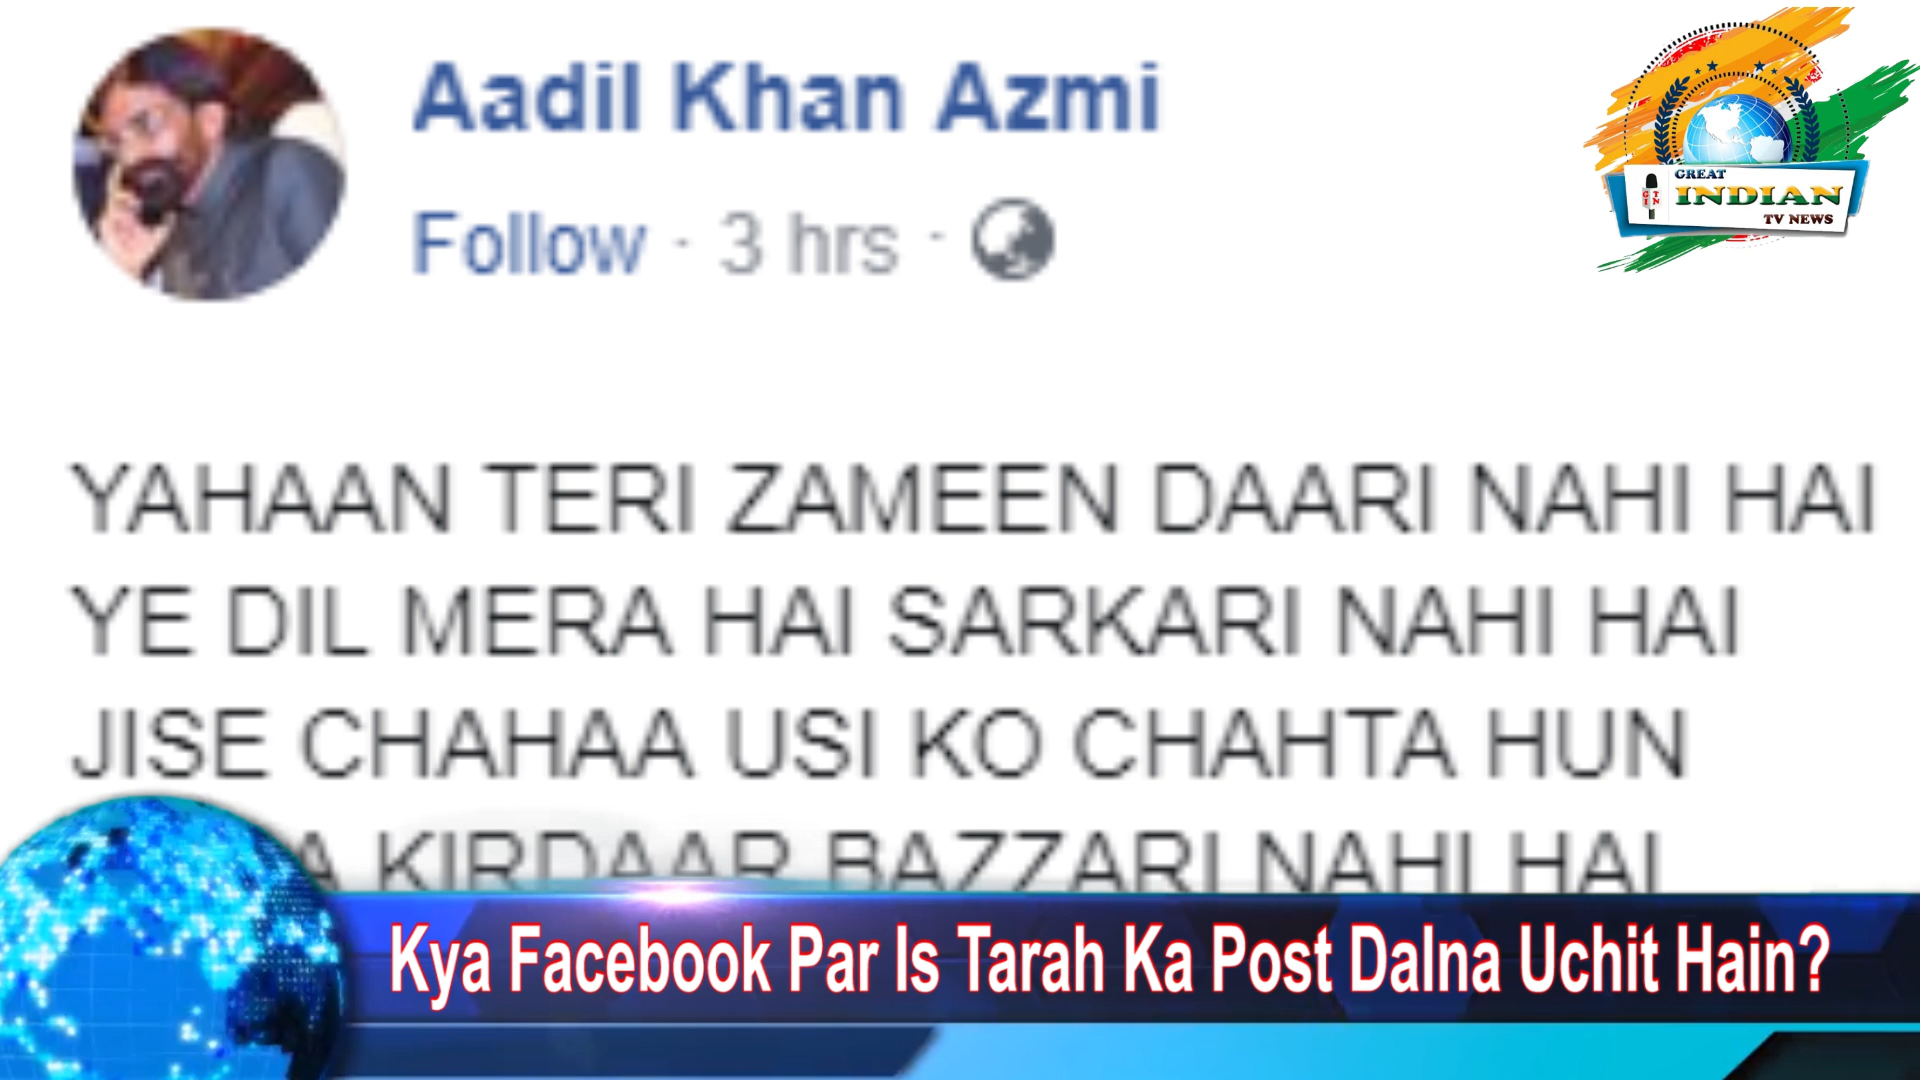 Aadil Khan Azmi
Follow · 3 hrs ·
GREAT
INDIAN
TV NEWS
GI TN
YAHAAN TERI ZAMEEN DAARI NAHI HAI
YE DIL MERA HAI SARKARI NAHI HAI
JISE CHAHAA USI KO CHAHTA HUN
KIRDAAR BAZZARI NAHI HAI
Kya Facebook Par Is Tarah Ka Post Dalna Uchit Hain?